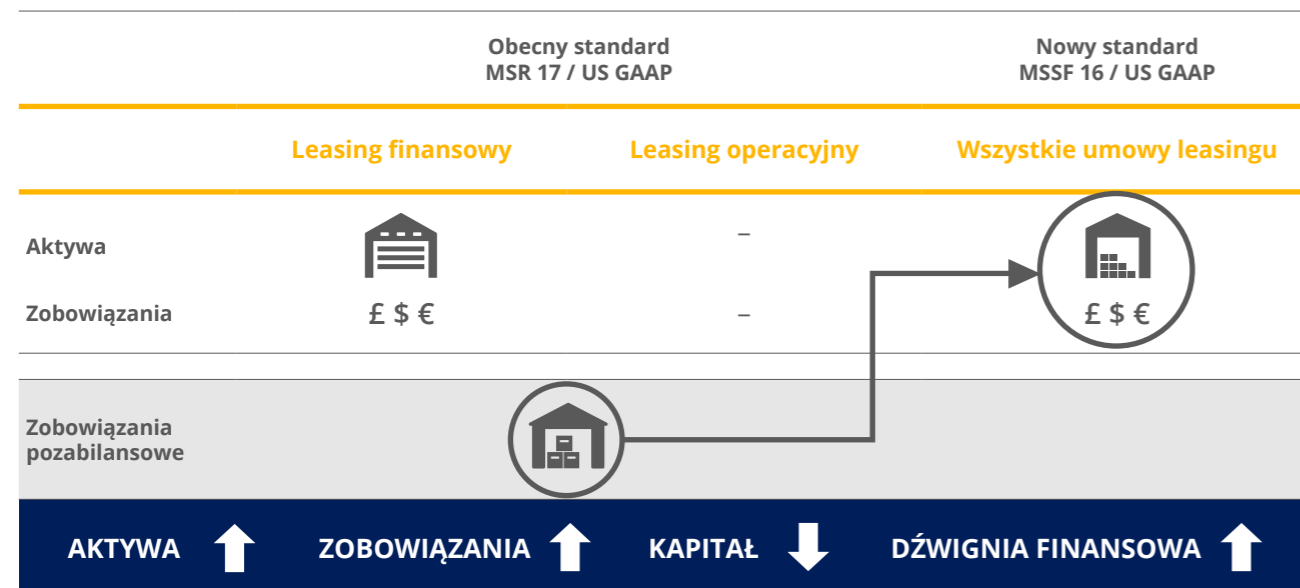 Obecny standard
MSR 17 / US GAAP
Nowy standard
MSSF 16 / US GAAP
Leasing finansowy
Leasing operacyjny
Wszystkie umowy leasingu
Aktywa
–
Zobowiązania
£ $ €
–
£ $ €
Zobowiązania
pozabilansowe
AKTYWA
ZOBOWIĄZANIA
KAPITAŁ
DŹWIGNIA FINANSOWA